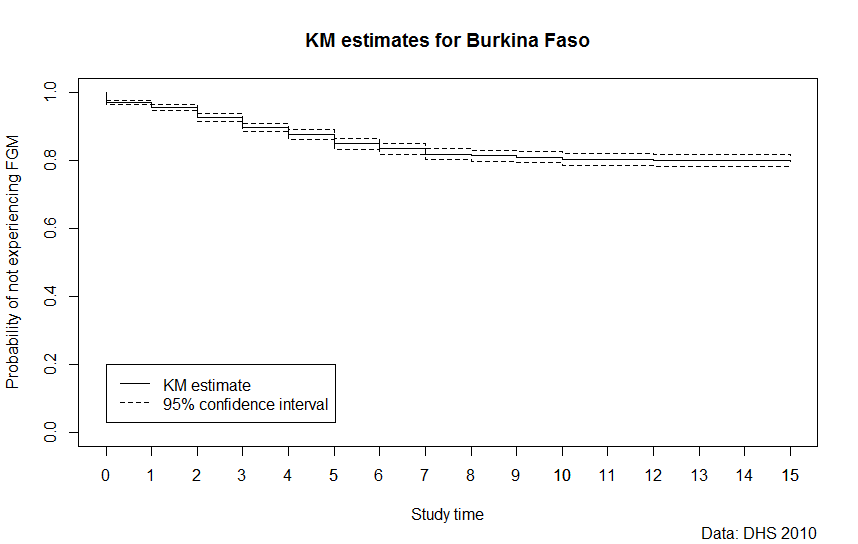 KM estimates for Burkina Faso
Probability of not experiencing FGM
1.0
0.8
0.6
0.4
0.2
0.0
KM estimate
95% confidence interval
0 1 2 3 4 5 6 7 8 9 10 11 12 13 14 15
Study time
Data: DHS 2010